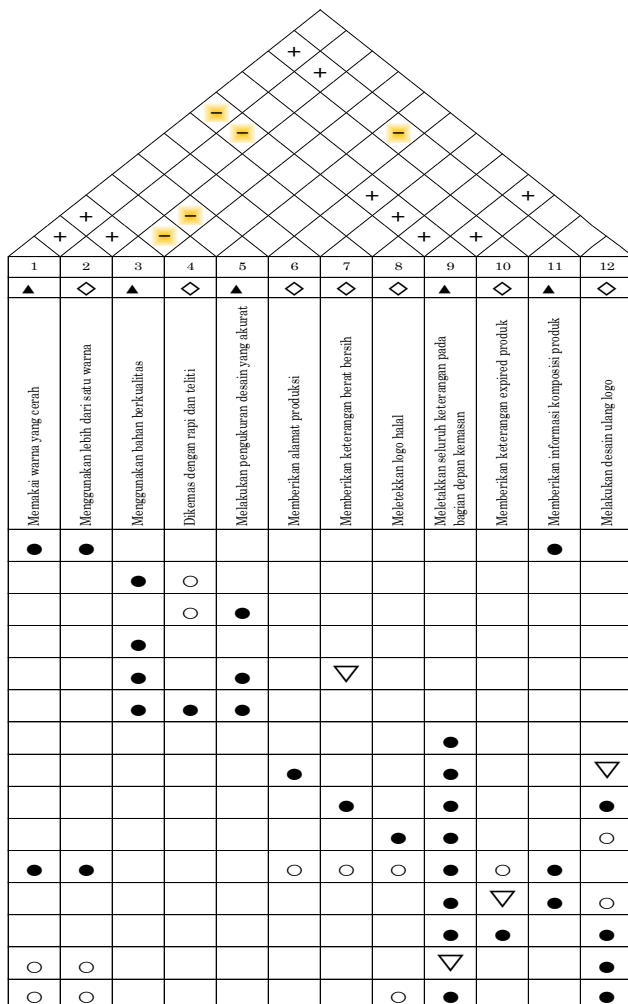 +
+
−
− −
+ +
+ − + 
+ + − + +
1 2 3 4 5 6 7 8 9 10 11 12
Memakai warna yang cerah
Menggunakan lebih dari satu warna
Menggunakan bahan berkualitas
Dikemas dengan rapi dan teliti
Melakukan pengukuran desain yang akurat
Memberikan alamat produksi
Memberikan keterangan berat bersih
Meletekkan logo halal
Meletakkan seluruh keterangan pada
bagian depan kemasan
Memberikan keterangan expired produk
Memberikan informasi komposisi produk
Melakukan desain ulang logo